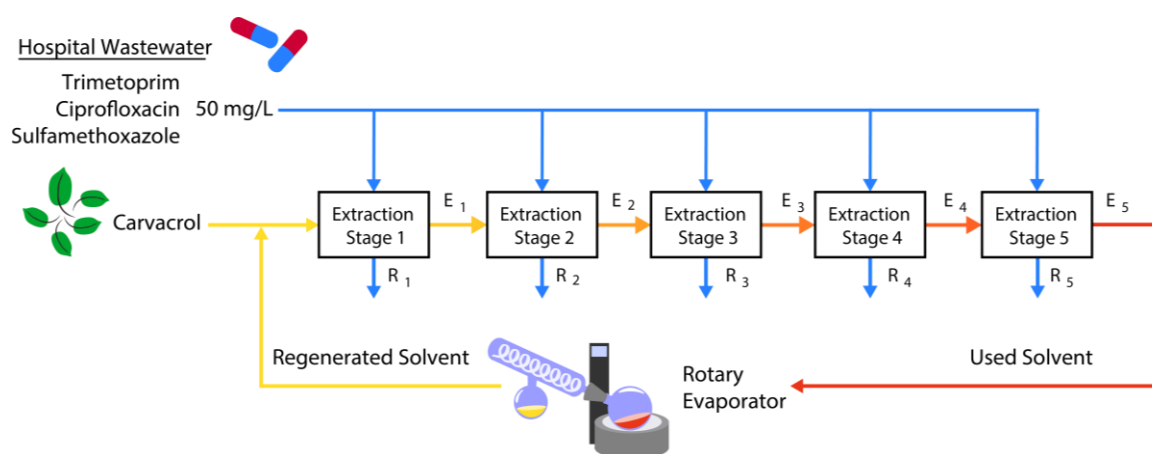 Hospital Wastewater
Trimetoprim
Ciprofloxacin 50 mg/L
Sulfamethoxazole
Carvacrol
Extraction
Stage 1
E 1
Extraction
Stage 2
E 2
Extraction
Stage 3
E 3
Extraction
Stage 4
E 4
Extraction
Stage 5
E 5
R 1
R 2
R 3
R 4
R 5
Regenerated Solvent
Rotary
Evaporator
Used Solvent